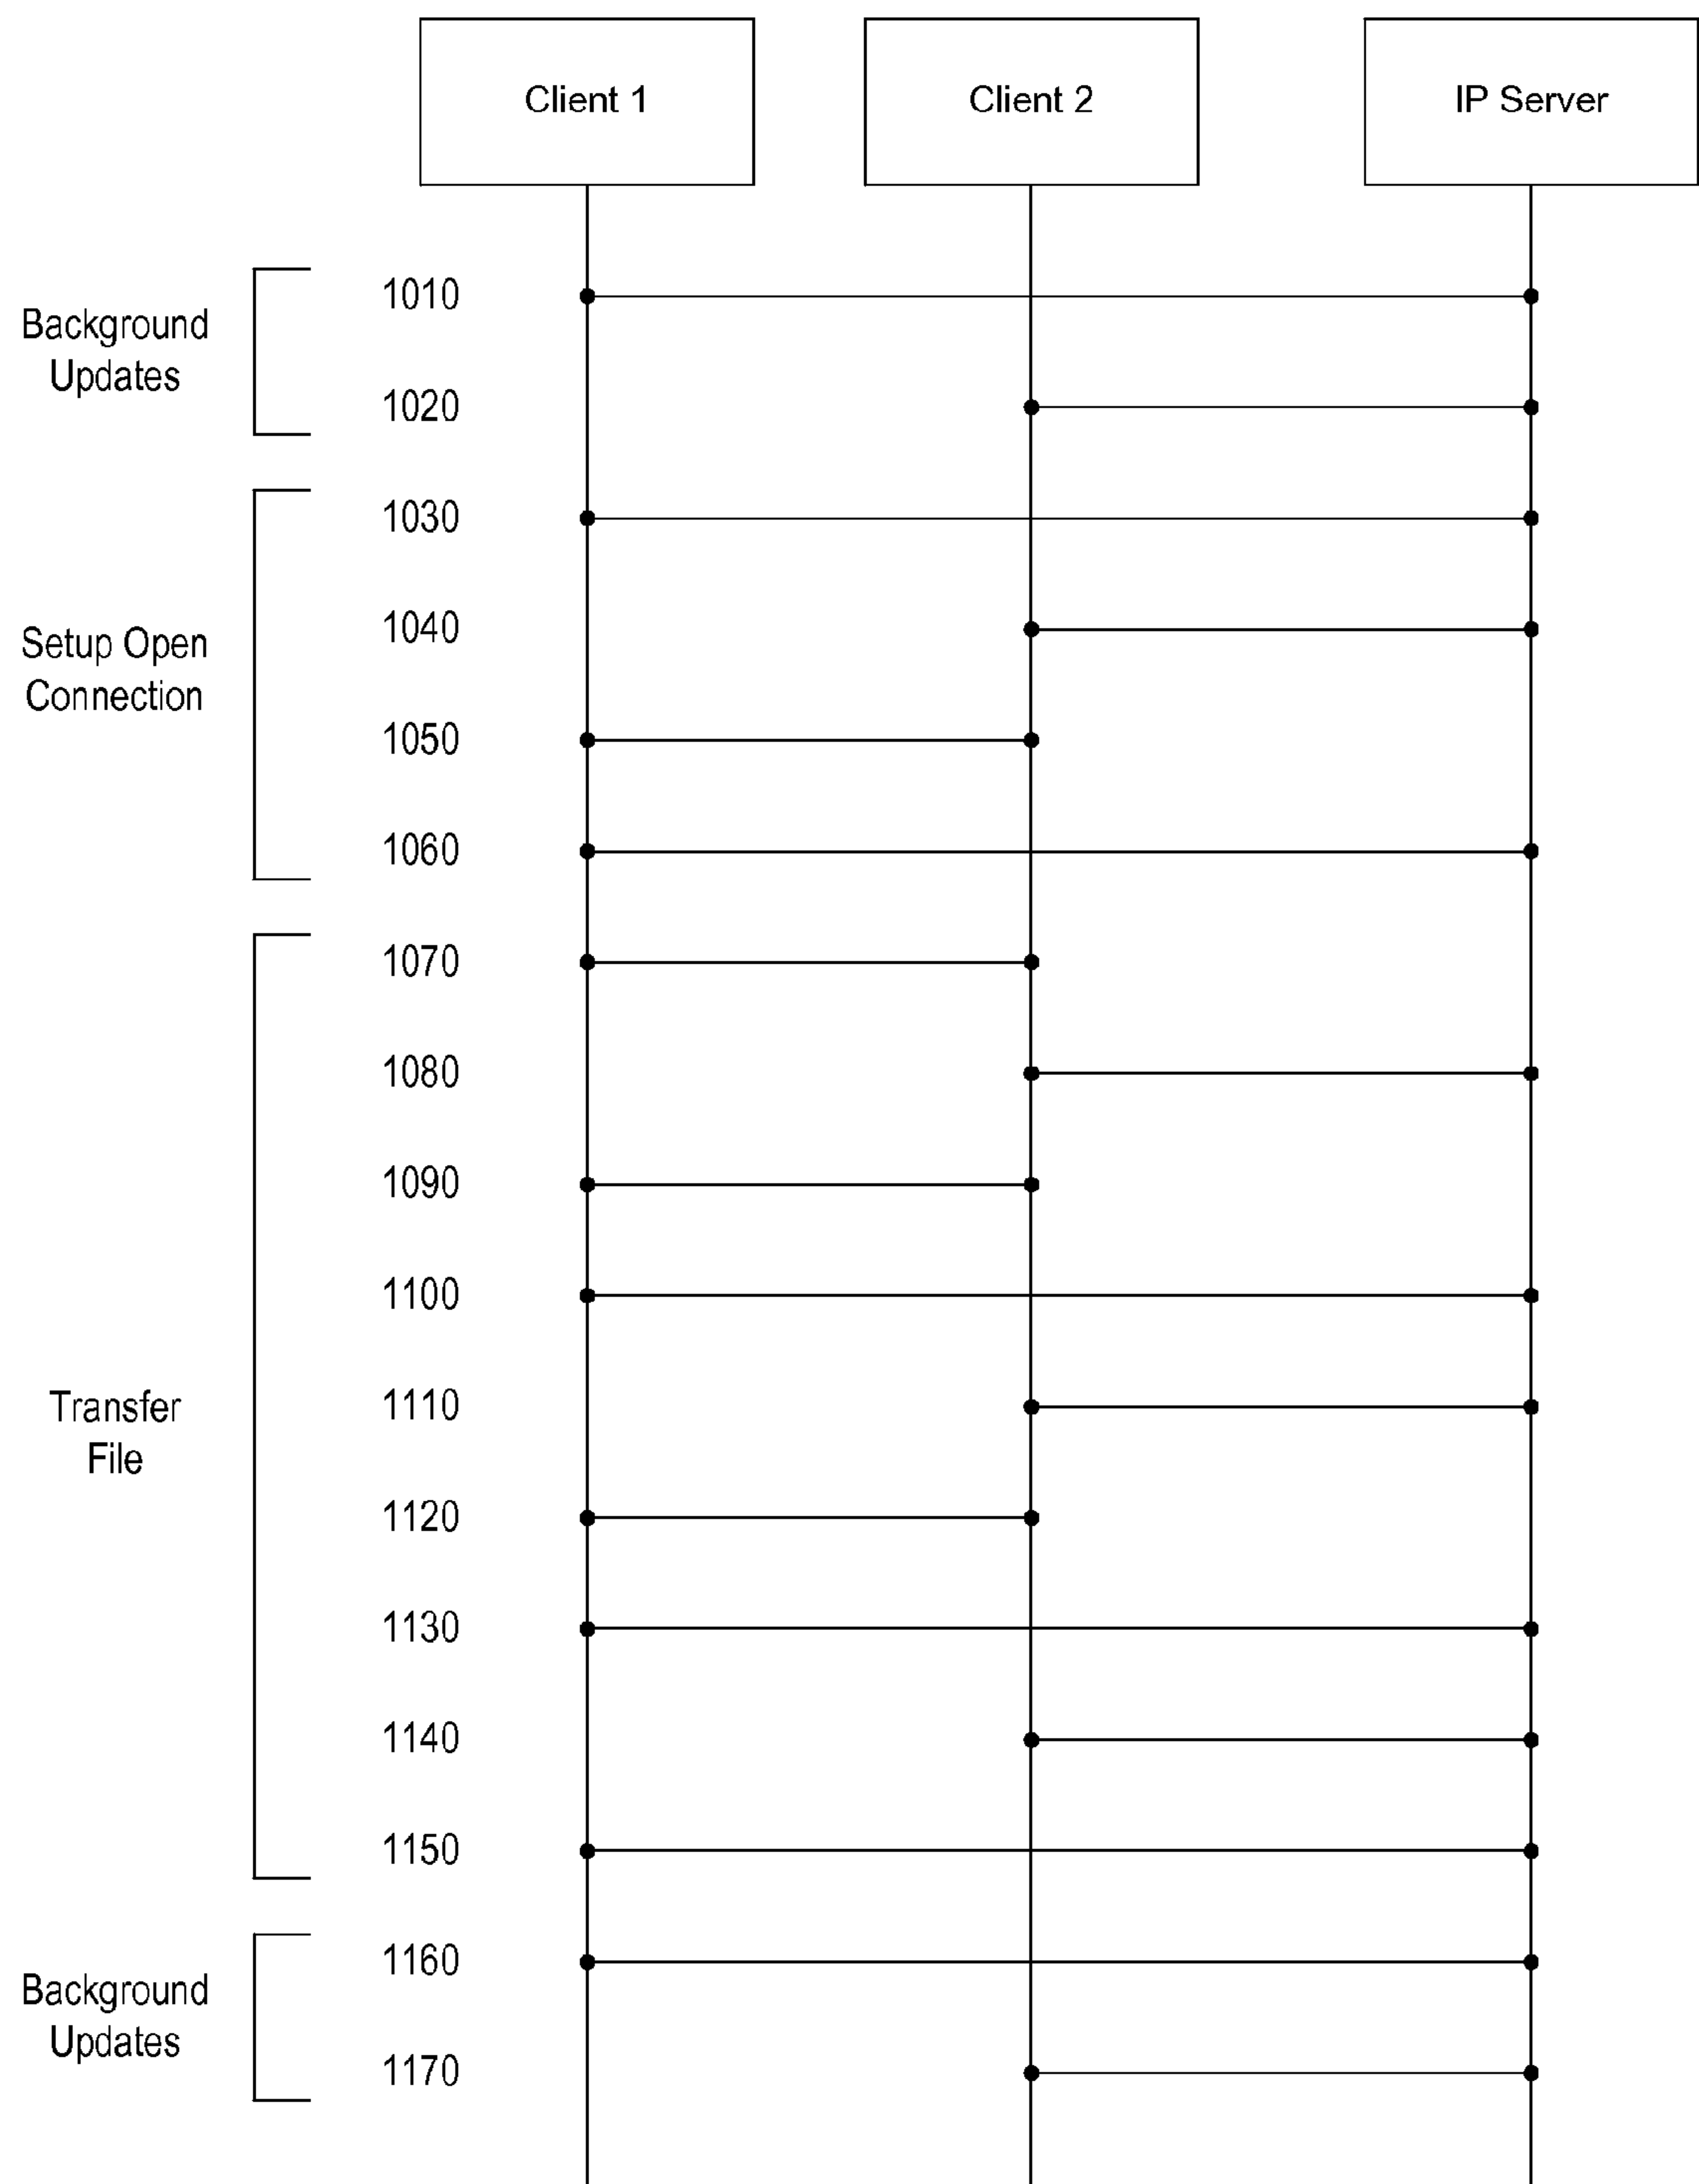 Client 1
Client 2
IP Server
1010
Background
Updates
1020
1030
1040
Setup Open
Connection
1050
1060
1070
1080
1090
1100
1110
Transfer
File
1120
1130
1140
1150
1160
Background
Updates
1170